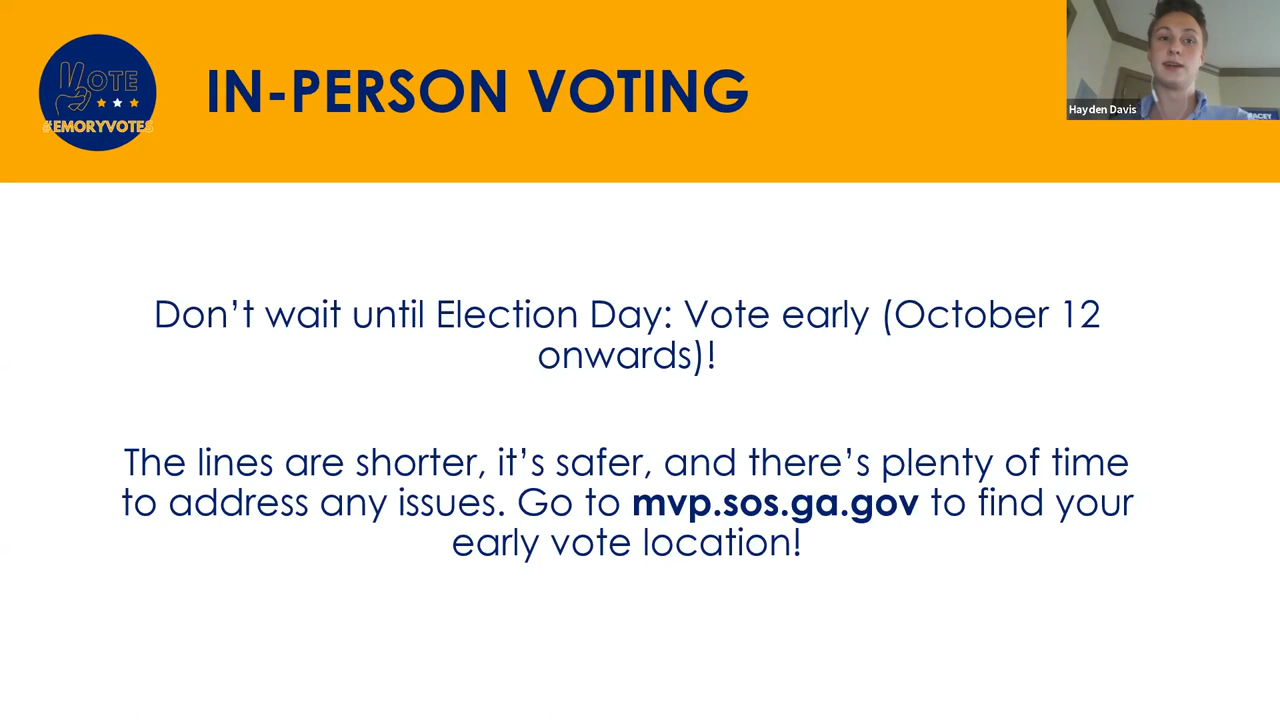 VOTE
#EMORYVOTES
IN-PERSON VOTING
Hayden Davis
Don't wait until Election Day: Vote early (October 12
onwards)!
The lines are shorter, it's safer, and there's plenty of time
to address any issues. Go to mvp.sos.ga.gov to find your
early vote location!